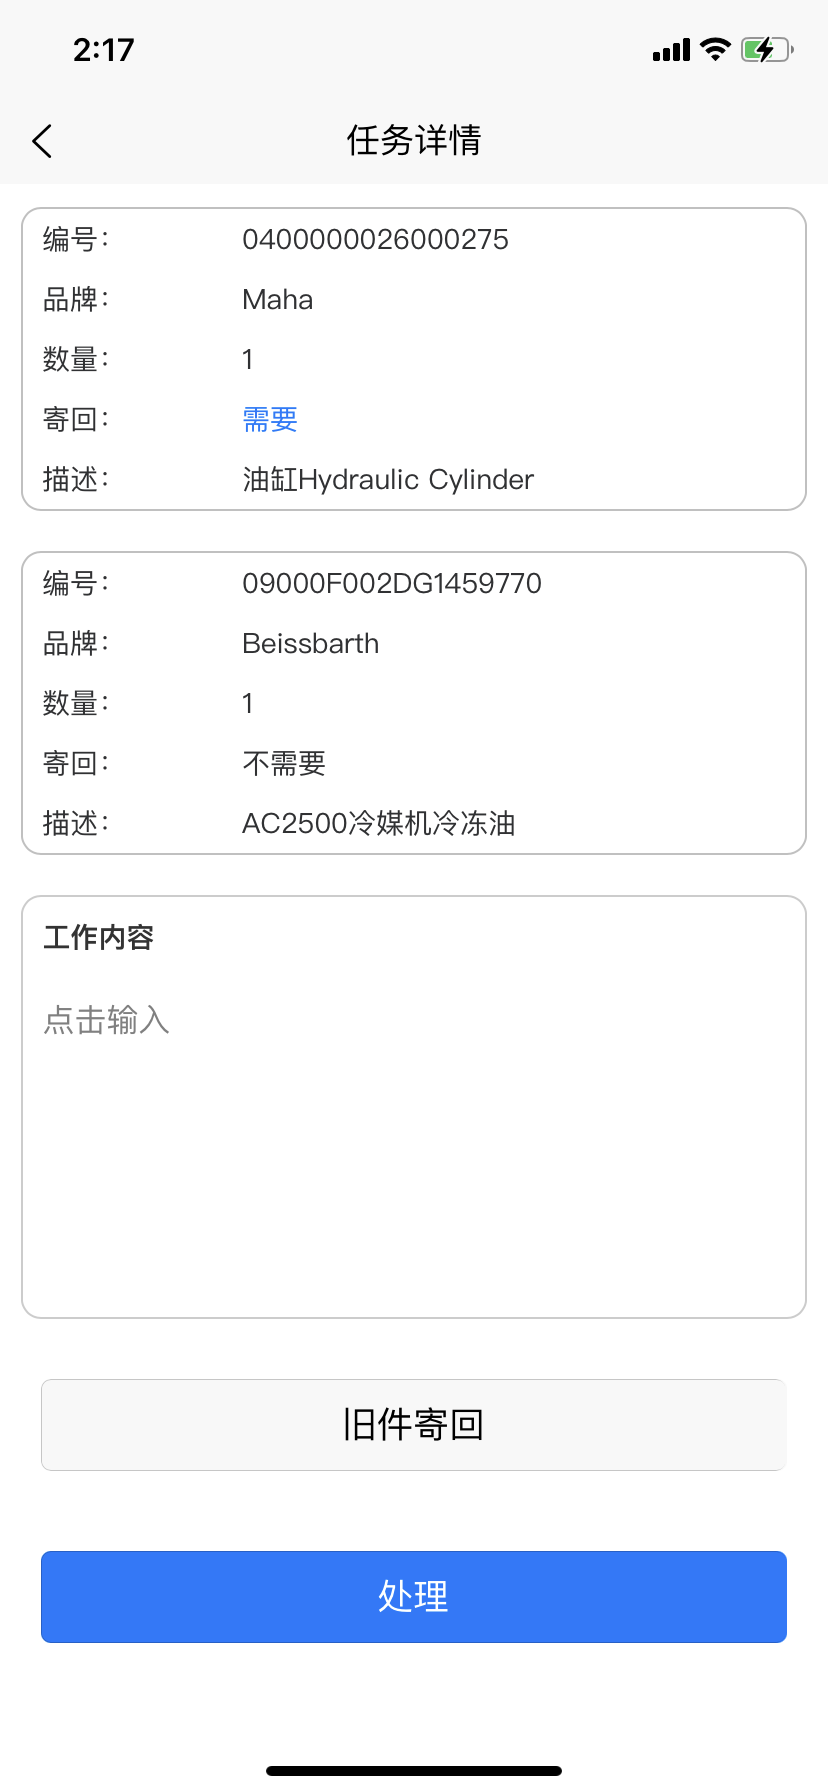 2:17
任务详情
编号： 0400000026000275
品牌： Maha
数量： 1
寄回： 需要
描述： 油缸Hydraulic Cylinder
编号： 09000F002DG1459770
品牌： Beissbarth
数量： 1
寄回： 不需要
描述： AC2500冷媒机冷冻油
工作内容
点击输入
旧件寄回
处理